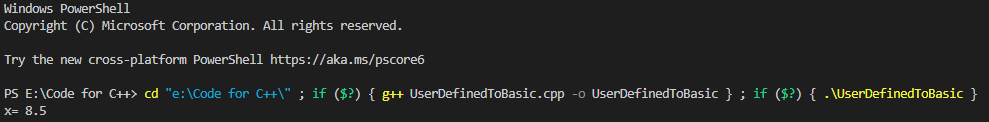 Windows PowerShell
Copyright (C) Microsoft Corporation. All rights reserved.
Try the new cross-platform PowerShell https://aka.ms/pscore6
PS E:\Code for C++> cd "e:\Code for C++\" ; if ($?) { g++ UserDefinedToBasic.cpp -o UserDefinedToBasic } ; if ($?) { .\UserDefinedToBasic }
x= 8.5